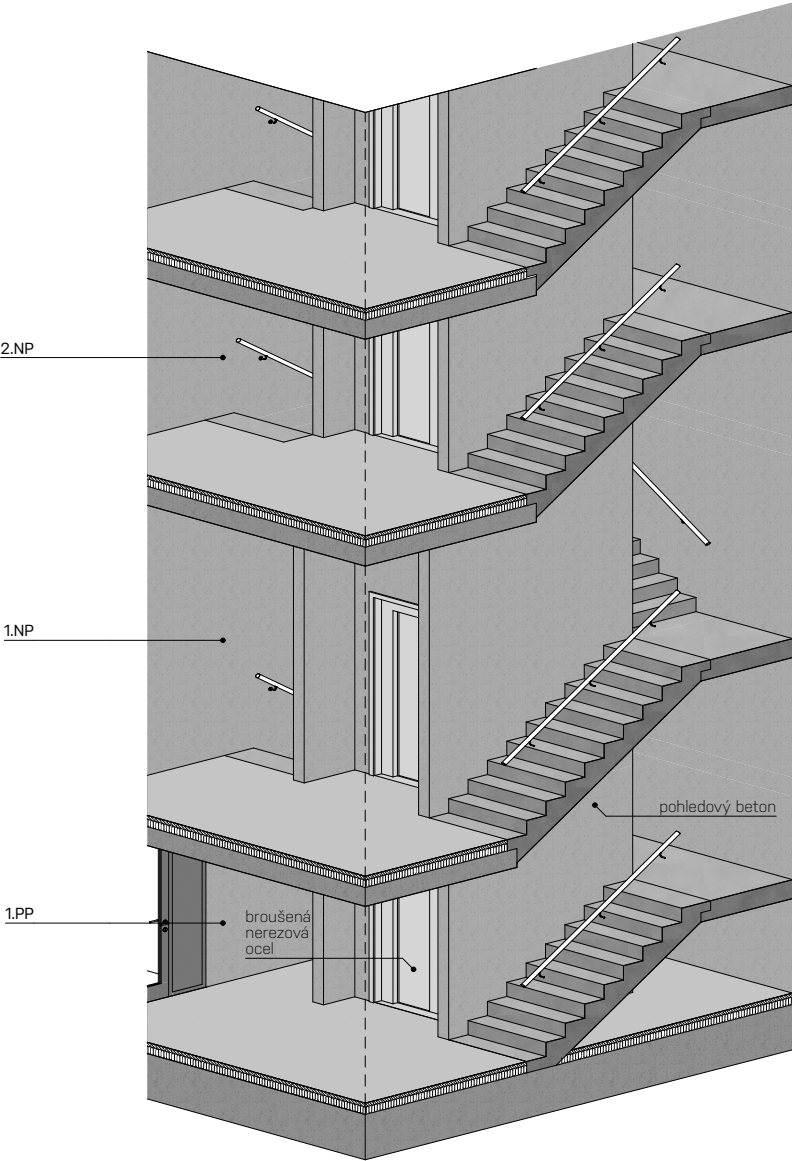 2.NP
1.NP
pohledový beton
1.PP
broušená
nerezová
ocel